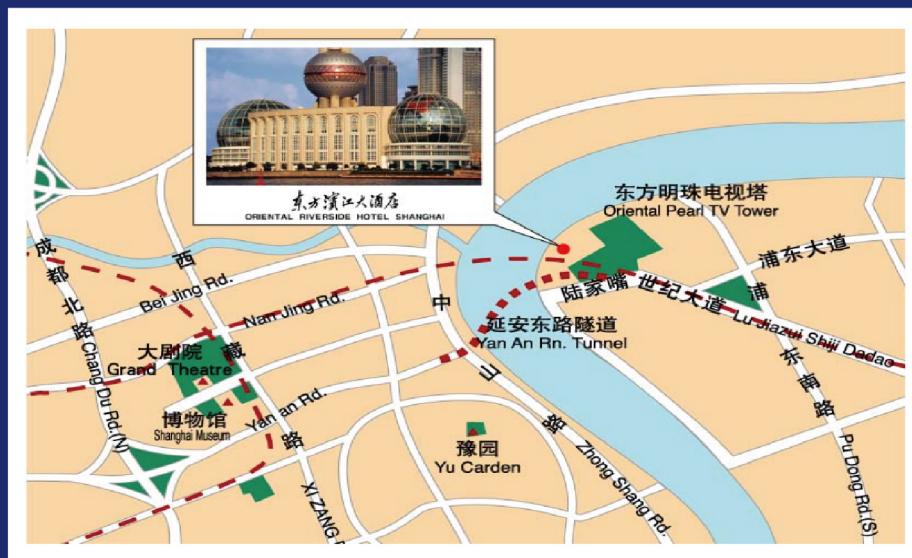 东方滨江大酒店
ORIENTAL RIVERSIDE HOTEL SHANGHAI
东方明珠电视塔
Oriental Pearl TV Tower
浦东大道
成都北路
Chang Du Rd.(N)
西藏路
XI ZANG
Bei Jing Rd.
Nan Jing Rd.
中山路
Zhong Shang Rd.
陆家嘴 世纪大道
Lu Jiazui Shiji Dadao
延安东路隧道
Yan An Rn. Tunnel
浦东南路
Pu Dong Rd.(S)
大剧院
Grand Theatre
博物馆
Shanghai Museum
Yan an Rd.
豫园
Yu Carden